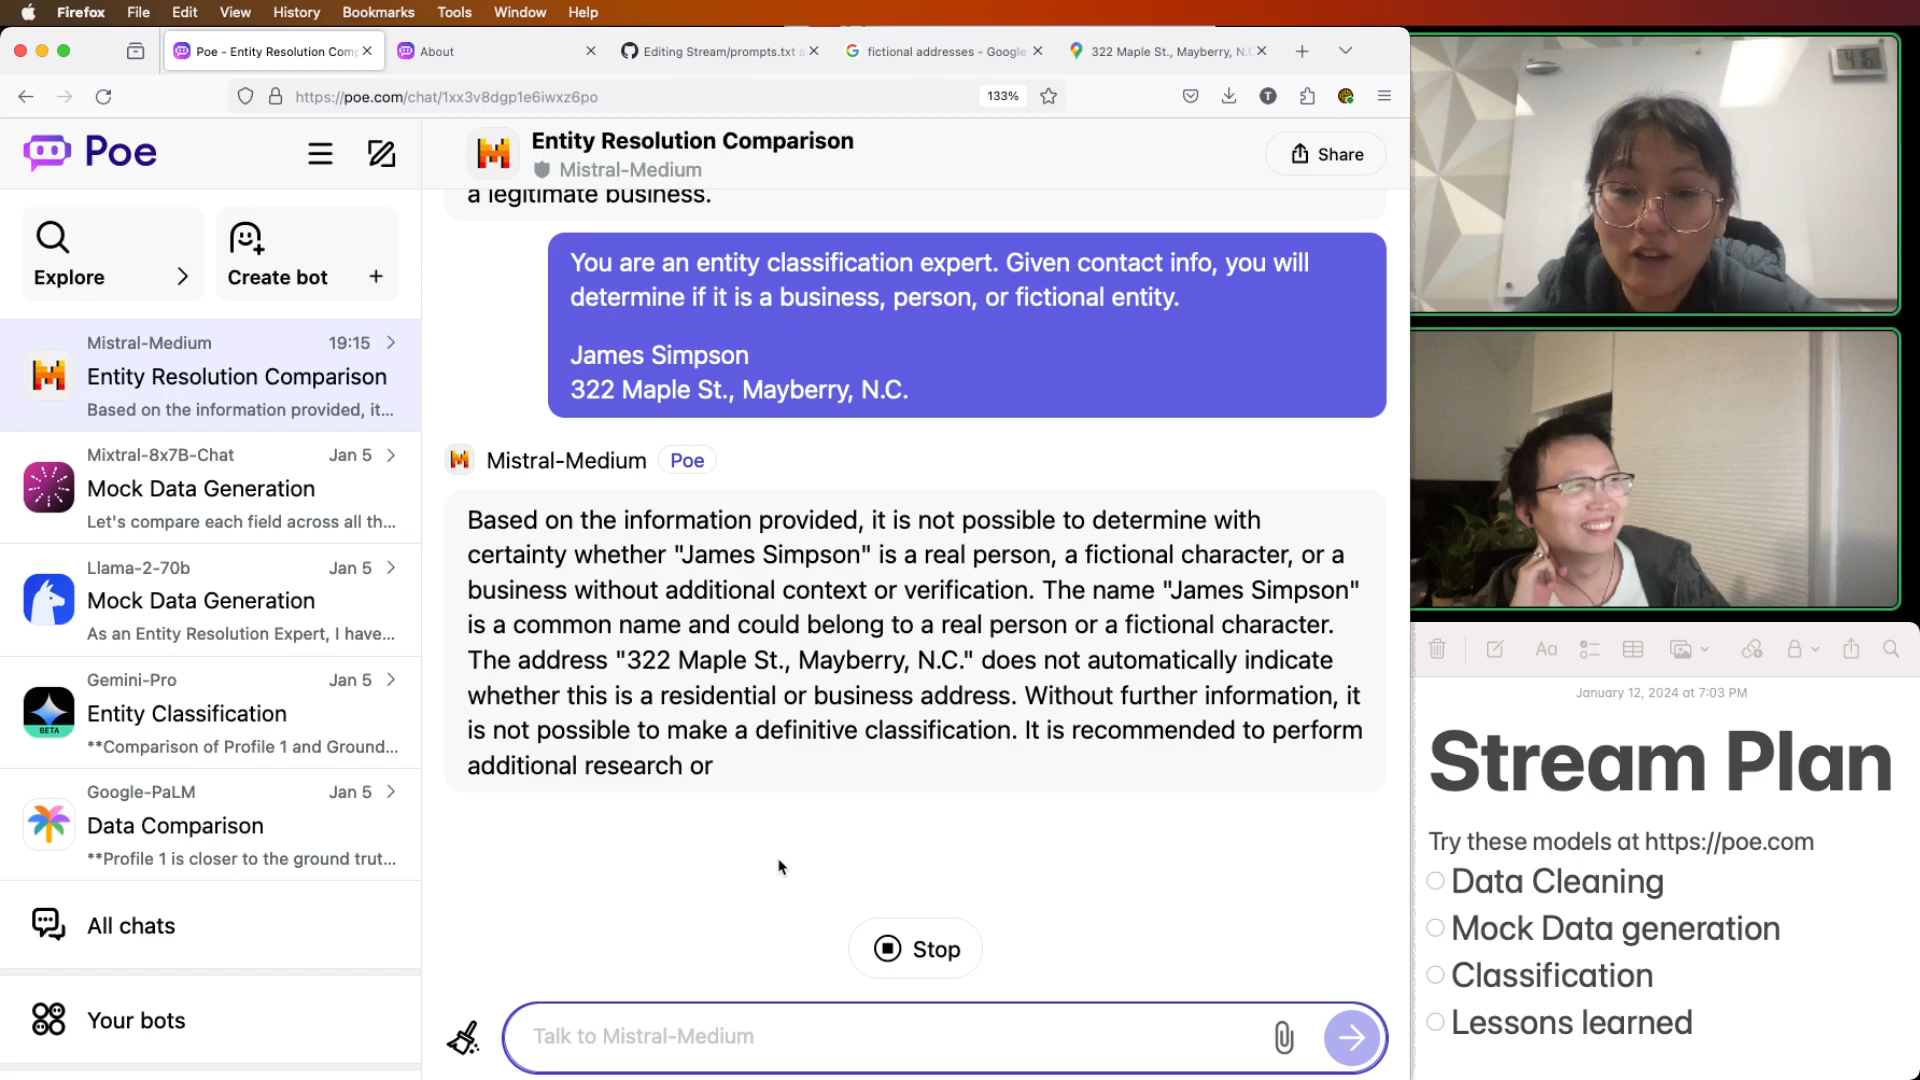 Firefox File Edit View History Bookmarks Tools Window Help
Poe - Entity Resolution Comp
About
Editing Stream/prompts.txt a
fictional addresses - Google
322 Maple St., Mayberry, N.C
https://poe.com/chat/1xx3v8dgp1e6iwxz6po
133%
T
Poe
Explore
Create bot +
Mistral-Medium 19:15
Entity Resolution Comparison
Based on the information provided, it...
Mixtral-8x7B-Chat Jan 5
Mock Data Generation
Let's compare each field across all th...
Llama-2-70b Jan 5
Mock Data Generation
As an Entity Resolution Expert, I have...
Gemini-Pro Jan 5
BETA
Entity Classification
**Comparison of Profile 1 and Ground...
Google-PaLM Jan 5
Data Comparison
**Profile 1 is closer to the ground trut...
All chats
Your bots
Entity Resolution Comparison
Mistral-Medium
Share
a legitimate business.
You are an entity classification expert. Given contact info, you will
determine if it is a business, person, or fictional entity.
James Simpson
322 Maple St., Mayberry, N.C.
Mistral-Medium Poe
Based on the information provided, it is not possible to determine with
certainty whether "James Simpson" is a real person, a fictional character, or a
business without additional context or verification. The name "James Simpson"
is a common name and could belong to a real person or a fictional character.
The address "322 Maple St., Mayberry, N.C." does not automatically indicate
whether this is a residential or business address. Without further information, it
is not possible to make a definitive classification. It is recommended to perform
additional research or
Stop
Talk to Mistral-Medium
Aa
January 12, 2024 at 7:03 PM
Stream Plan
Try these models at https://poe.com
Data Cleaning
Mock Data generation
Classification
Lessons learned